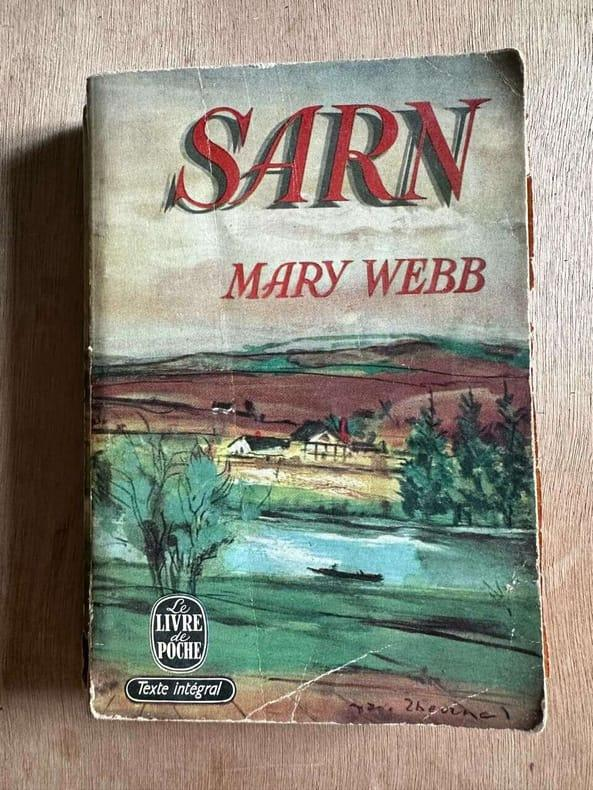 SARN
MARY WEBB
Le
LIVRE
de
POCHE
Texte intégral